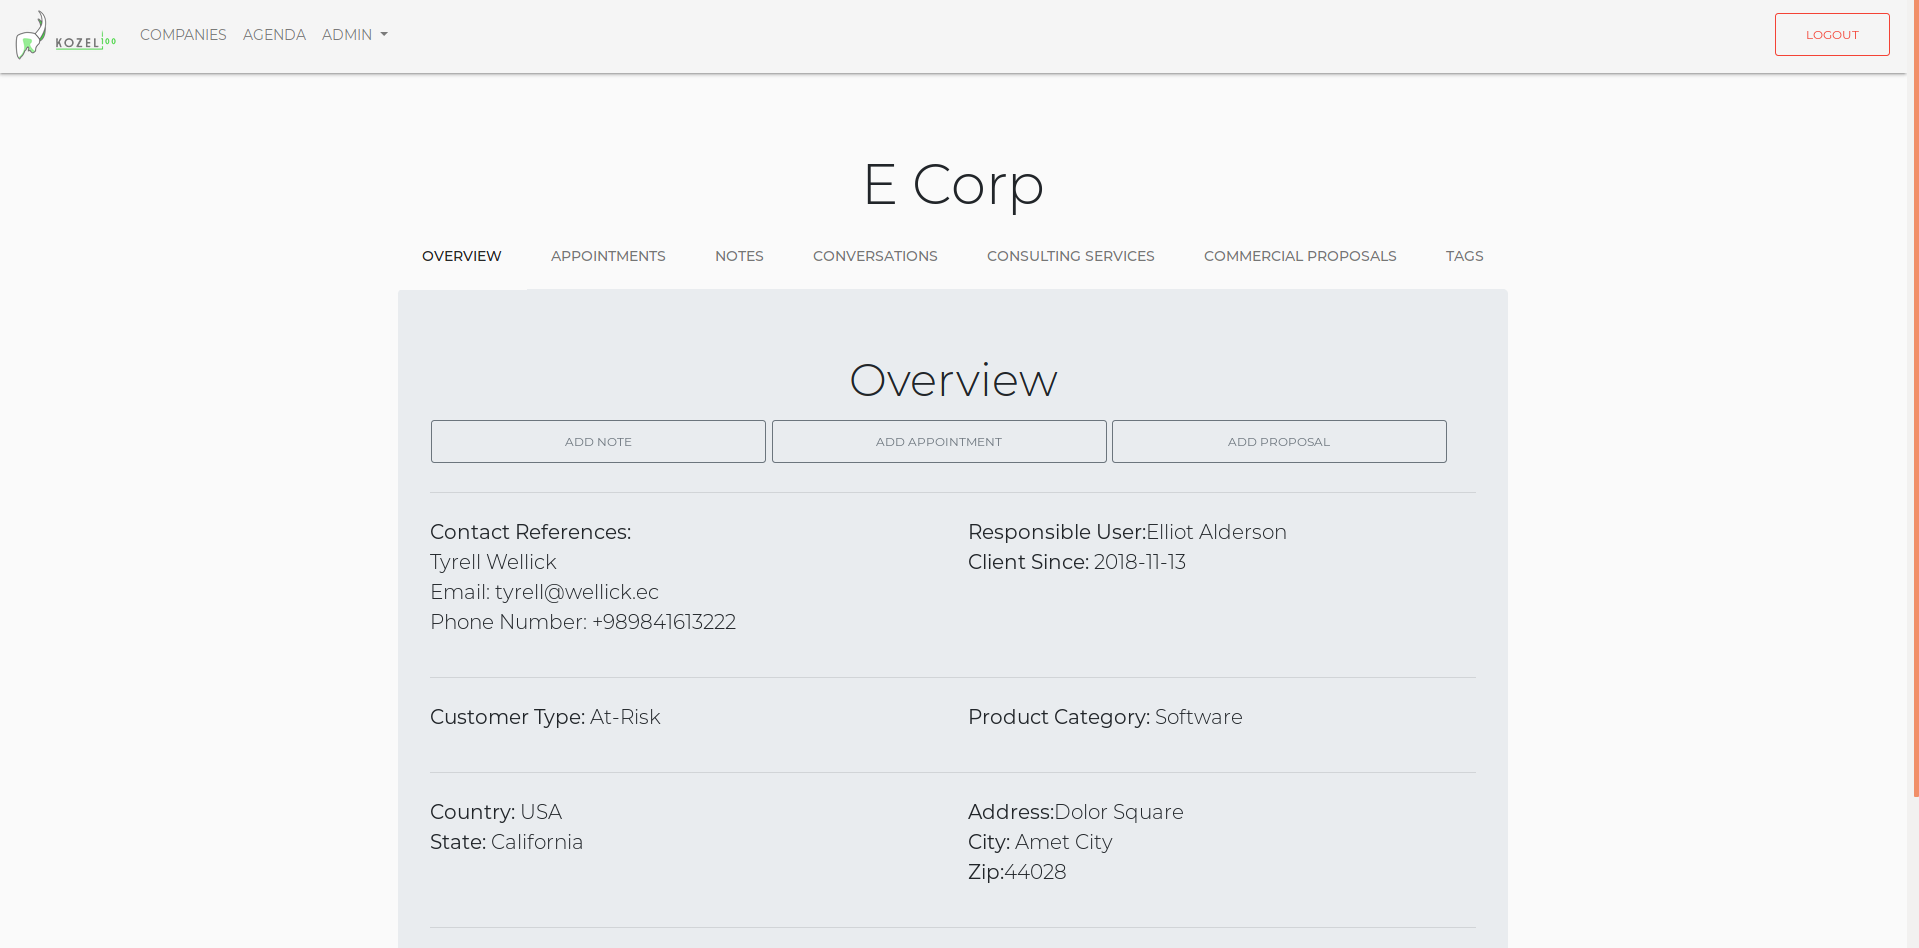 KOZEL100 COMPANIES AGENDA ADMIN LOGOUT
E Corp
OVERVIEW APPOINTMENTS NOTES CONVERSATIONS CONSULTING SERVICES COMMERCIAL PROPOSALS TAGS
Overview
ADD NOTE ADD APPOINTMENT ADD PROPOSAL
Contact References:
Tyrell Wellick
Email: tyrell@wellick.ec
Phone Number: +989841613222
Responsible User:Elliot Alderson
Client Since: 2018-11-13
Customer Type: At-Risk
Product Category: Software
Country: USA
State: California
Address:Dolor Square
City: Amet City
Zip:44028